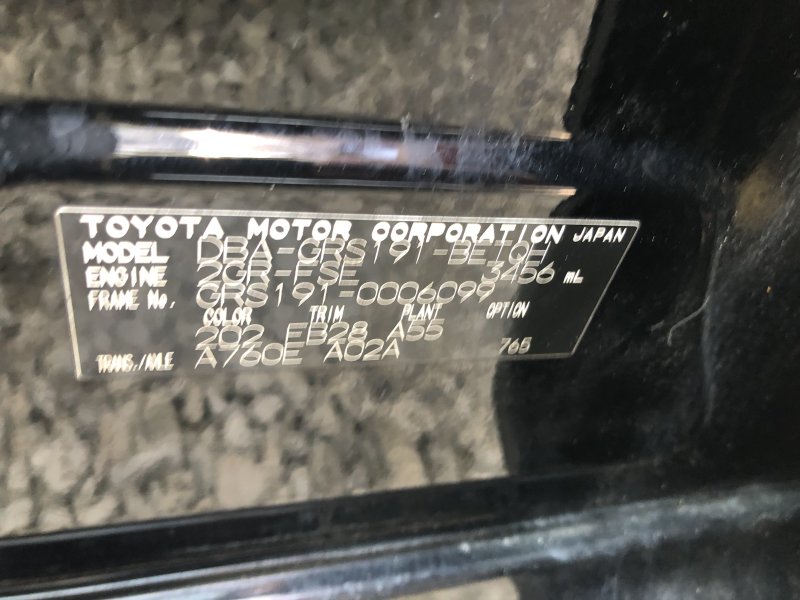 TOYOTA MOTOR CORPORATION JAPAN
MODEL DBA-GRS191-BETQH
ENGINE 2GR-FSE 3456 mL
FRAME No. GRS191-0006099
COLOR TRIM PLANT OPTION
202 EB28 A55
TRANS./AXLE A760E A02A 765